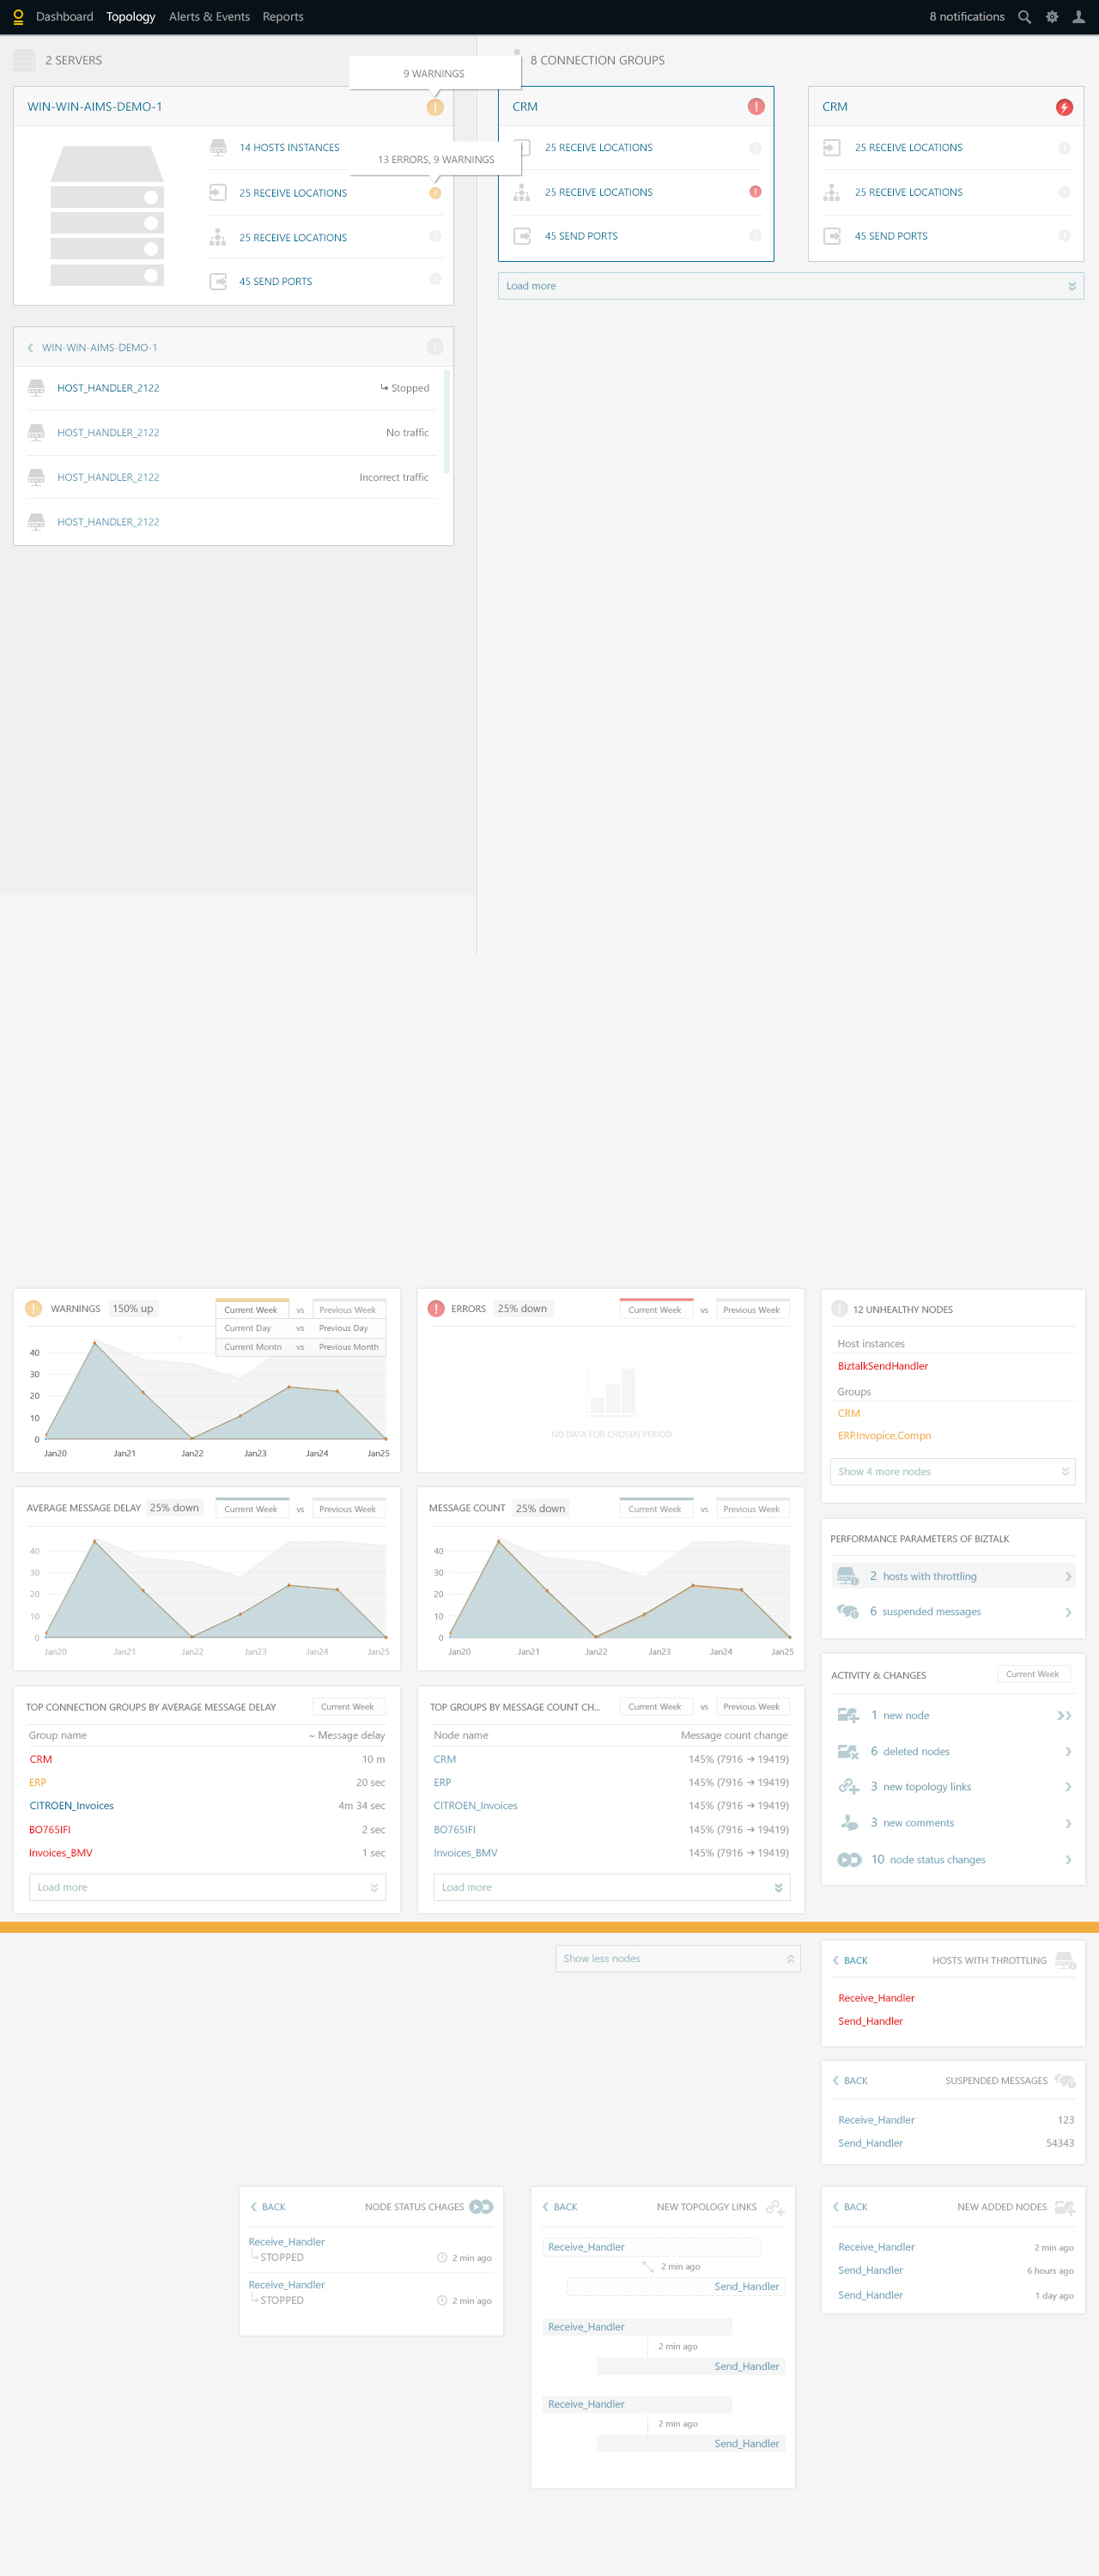 Dashboard Topology Alerts & Events Reports 8 notifications
2 SERVERS
9 WARNINGS
8 CONNECTION GROUPS
WIN-WIN-AIMS-DEMO-1
14 HOSTS INSTANCES
13 ERRORS, 9 WARNINGS
25 RECEIVE LOCATIONS
25 RECEIVE LOCATIONS
45 SEND PORTS
CRM
25 RECEIVE LOCATIONS
25 RECEIVE LOCATIONS
45 SEND PORTS
CRM
25 RECEIVE LOCATIONS
25 RECEIVE LOCATIONS
45 SEND PORTS
Load more
WIN-WIN-AIMS-DEMO-1
HOST_HANDLER_2122 Stopped
HOST_HANDLER_2122 No traffic
HOST_HANDLER_2122 Incorrect traffic
HOST_HANDLER_2122
WARNINGS 150% up Current Week vs Previous Week
Current Day vs Previous Day
Current Montn vs Previous Month
40
30
20
10
0
Jan20 Jan21 Jan22 Jan23 Jan24 Jan25
ERRORS 25% down Current Week vs Previous Week
NO DATA FOR CHOSEN PERIOD
12 UNHEALTHY NODES
Host instances
BiztalkSendHandler
Groups
CRM
ERP.Invopice,Compn
Show 4 more nodes
AVERAGE MESSAGE DELAY 25% down Current Week vs Previous Week
40
30
20
10
0
Jan20 Jan21 Jan22 Jan23 Jan24 Jan25
MESSAGE COUNT 25% down Current Week vs Previous Week
40
30
20
10
0
Jan20 Jan21 Jan22 Jan23 Jan24 Jan25
PERFORMANCE PARAMETERS OF BIZTALK
2 hosts with throttling
6 suspended messages
ACTIVITY & CHANGES Current Week
1 new node
6 deleted nodes
3 new topology links
3 new comments
10 node status changes
TOP CONNECTION GROUPS BY AVERAGE MESSAGE DELAY Current Week
Group name ~ Message delay
CRM 10 m
ERP 20 sec
CITROEN_Invoices 4m 34 sec
BO765IFI 2 sec
Invoices_BMV 1 sec
Load more
TOP GROUPS BY MESSAGE COUNT CH... Current Week vs Previous Week
Node name Message count change
CRM 145% (7916 → 19419)
ERP 145% (7916 → 19419)
CITROEN_Invoices 145% (7916 → 19419)
BO765IFI 145% (7916 → 19419)
Invoices_BMV 145% (7916 → 19419)
Load more
Show less nodes
BACK HOSTS WITH THROTTLING
Receive_Handler
Send_Handler
BACK SUSPENDED MESSAGES
Receive_Handler 123
Send_Handler 54343
BACK NODE STATUS CHAGES
Receive_Handler
STOPPED 2 min ago
Receive_Handler
STOPPED 2 min ago
BACK NEW TOPOLOGY LINKS
Receive_Handler
2 min ago
Send_Handler
Receive_Handler
2 min ago
Send_Handler
Receive_Handler
2 min ago
Send_Handler
BACK NEW ADDED NODES
Receive_Handler 2 min ago
Send_Handler 6 hours ago
Send_Handler 1 day ago